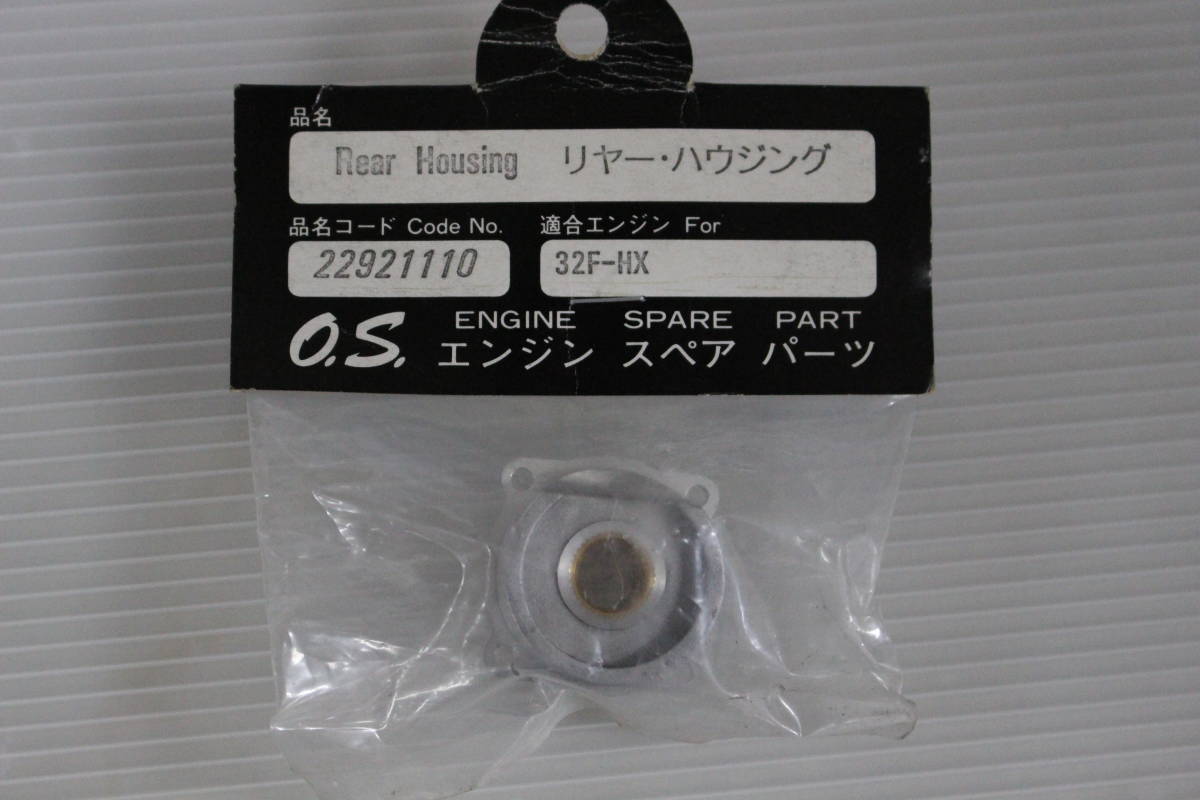 品名
Rear Housing リヤー・ハウジング
品名コード Code No. 適合エンジン For
22921110 32F-HX
O.S. ENGINE SPARE PART
エンジン スペア パーツ